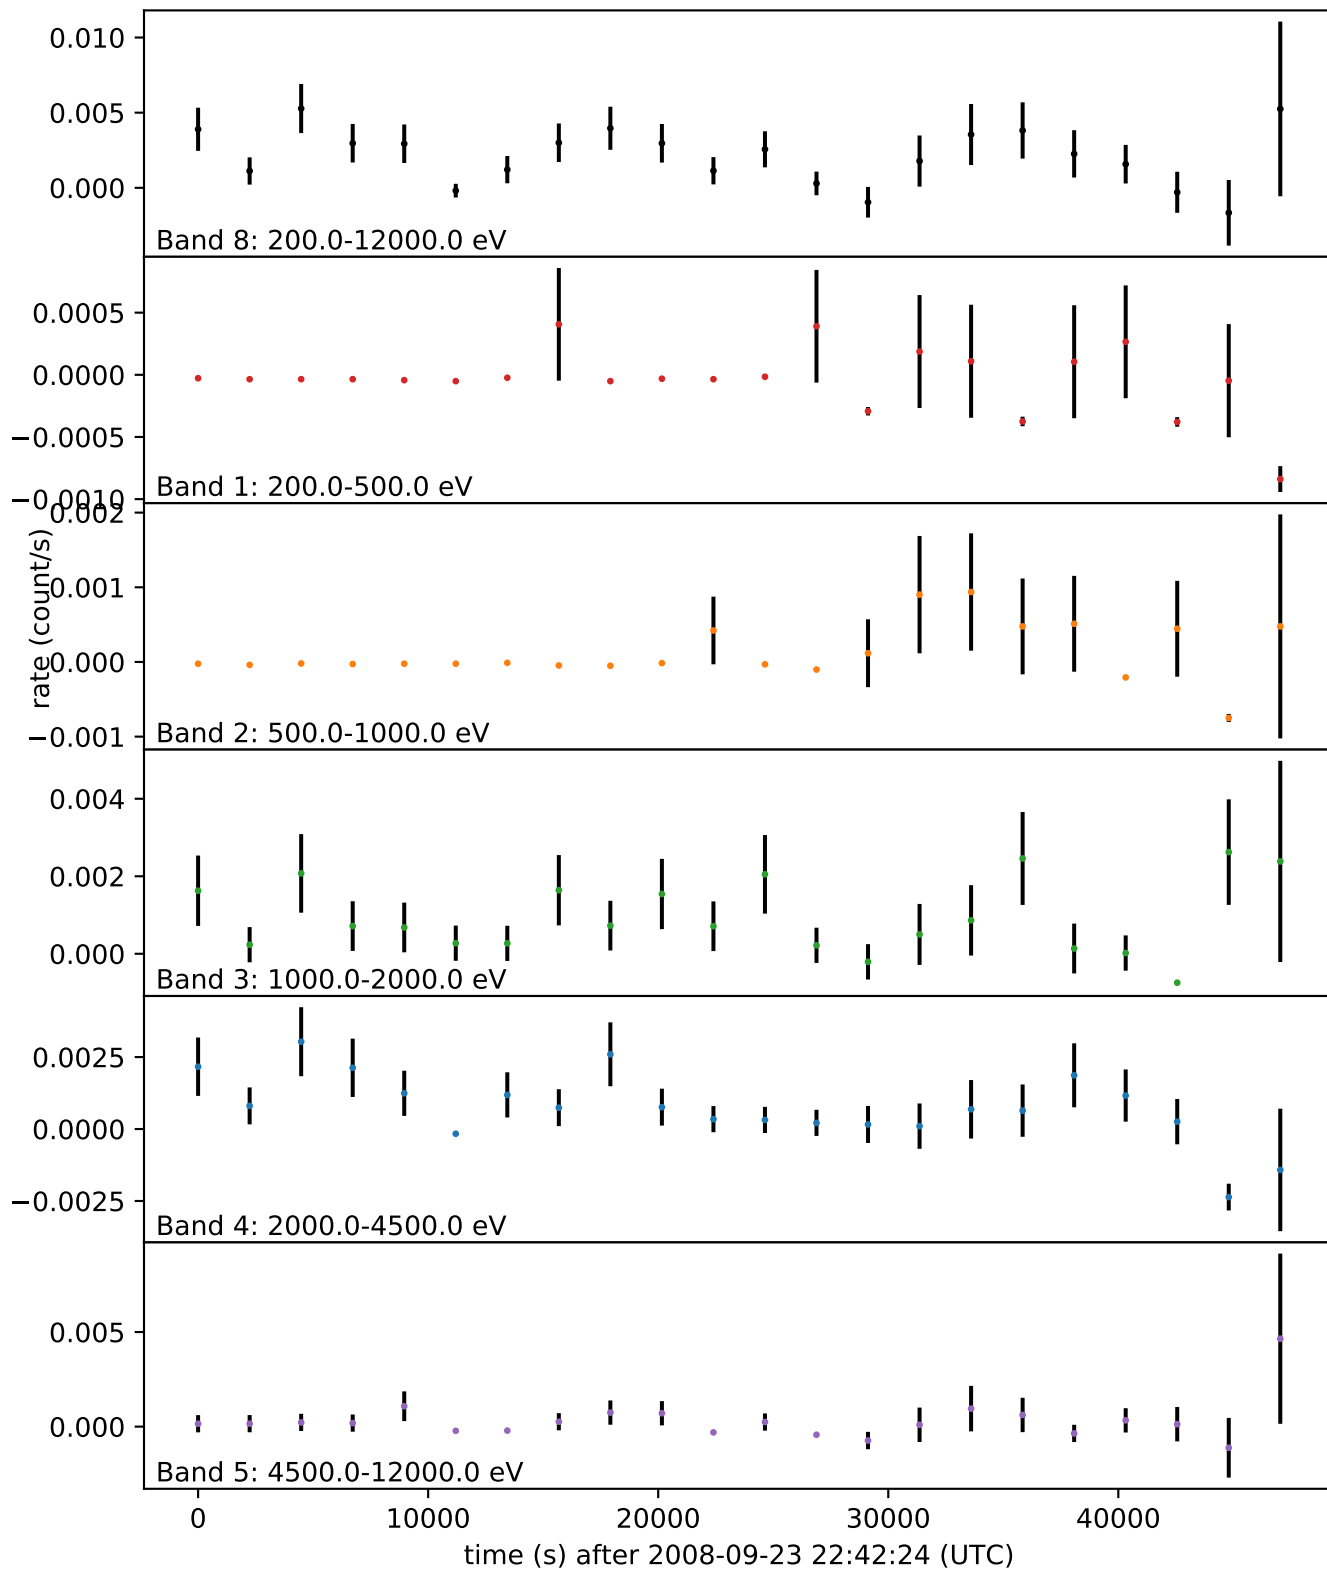 0.010
0.005
0.000
Band 8: 200.0-12000.0 eV
0.0005
0.0000
−0.0005
−0.0010
Band 1: 200.0-500.0 eV
0.002
0.001
0.000
−0.001
rate (count/s)
Band 2: 500.0-1000.0 eV
0.004
0.002
0.000
Band 3: 1000.0-2000.0 eV
0.0025
0.0000
−0.0025
Band 4: 2000.0-4500.0 eV
0.005
0.000
Band 5: 4500.0-12000.0 eV
0 10000 20000 30000 40000
time (s) after 2008-09-23 22:42:24 (UTC)